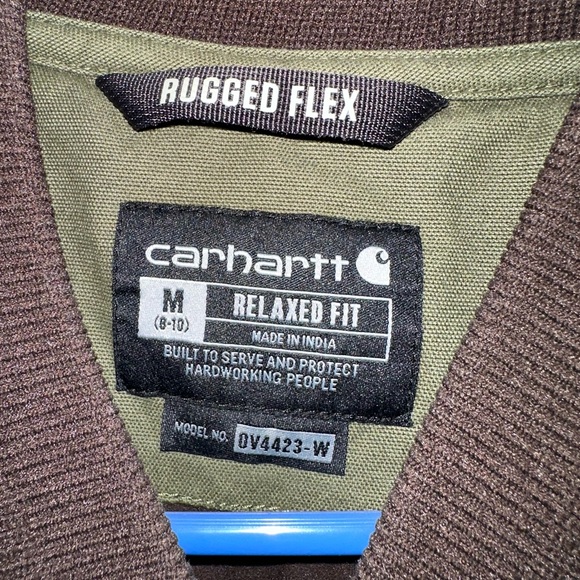 RUGGED FLEX
carhartt
M
(8-10)
RELAXED FIT
MADE IN INDIA
BUILT TO SERVE AND PROTECT
HARDWORKING PEOPLE
MODEL NO. OV4423-W